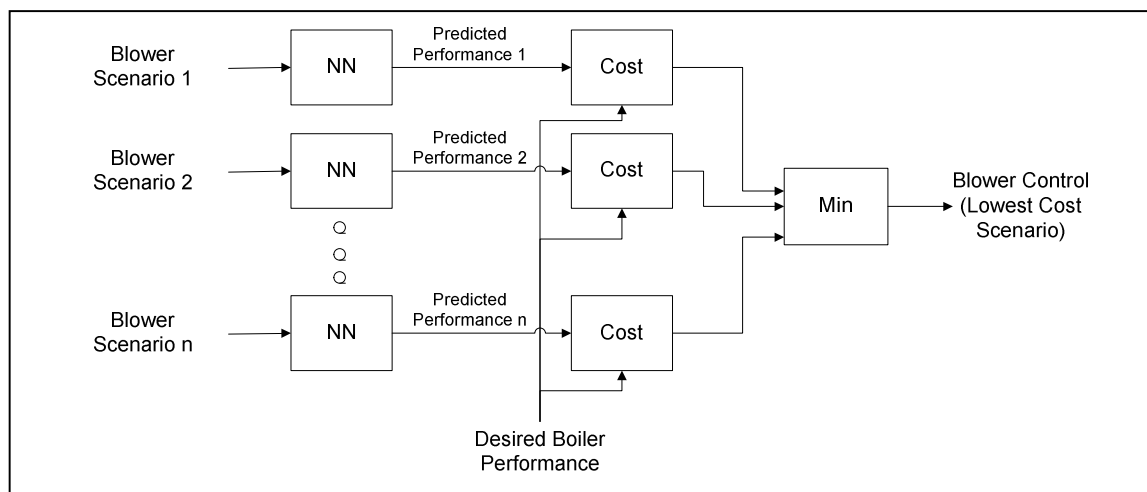 Blower
Scenario 1
NN
Predicted
Performance 1
Cost
Blower
Scenario 2
NN
Predicted
Performance 2
Cost
Min
Blower Control
(Lowest Cost
Scenario)
Blower
Scenario n
NN
Predicted
Performance n
Cost
Desired Boiler
Performance